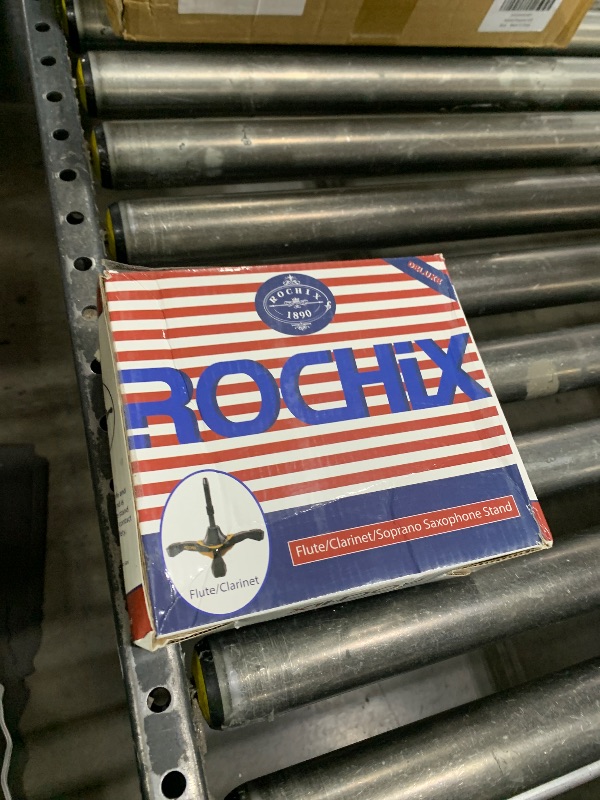 ROCHIX
1890
DELUXE
ROCHiX
Flute/Clarinet/Soprano Saxophone Stand
Flute/Clarinet